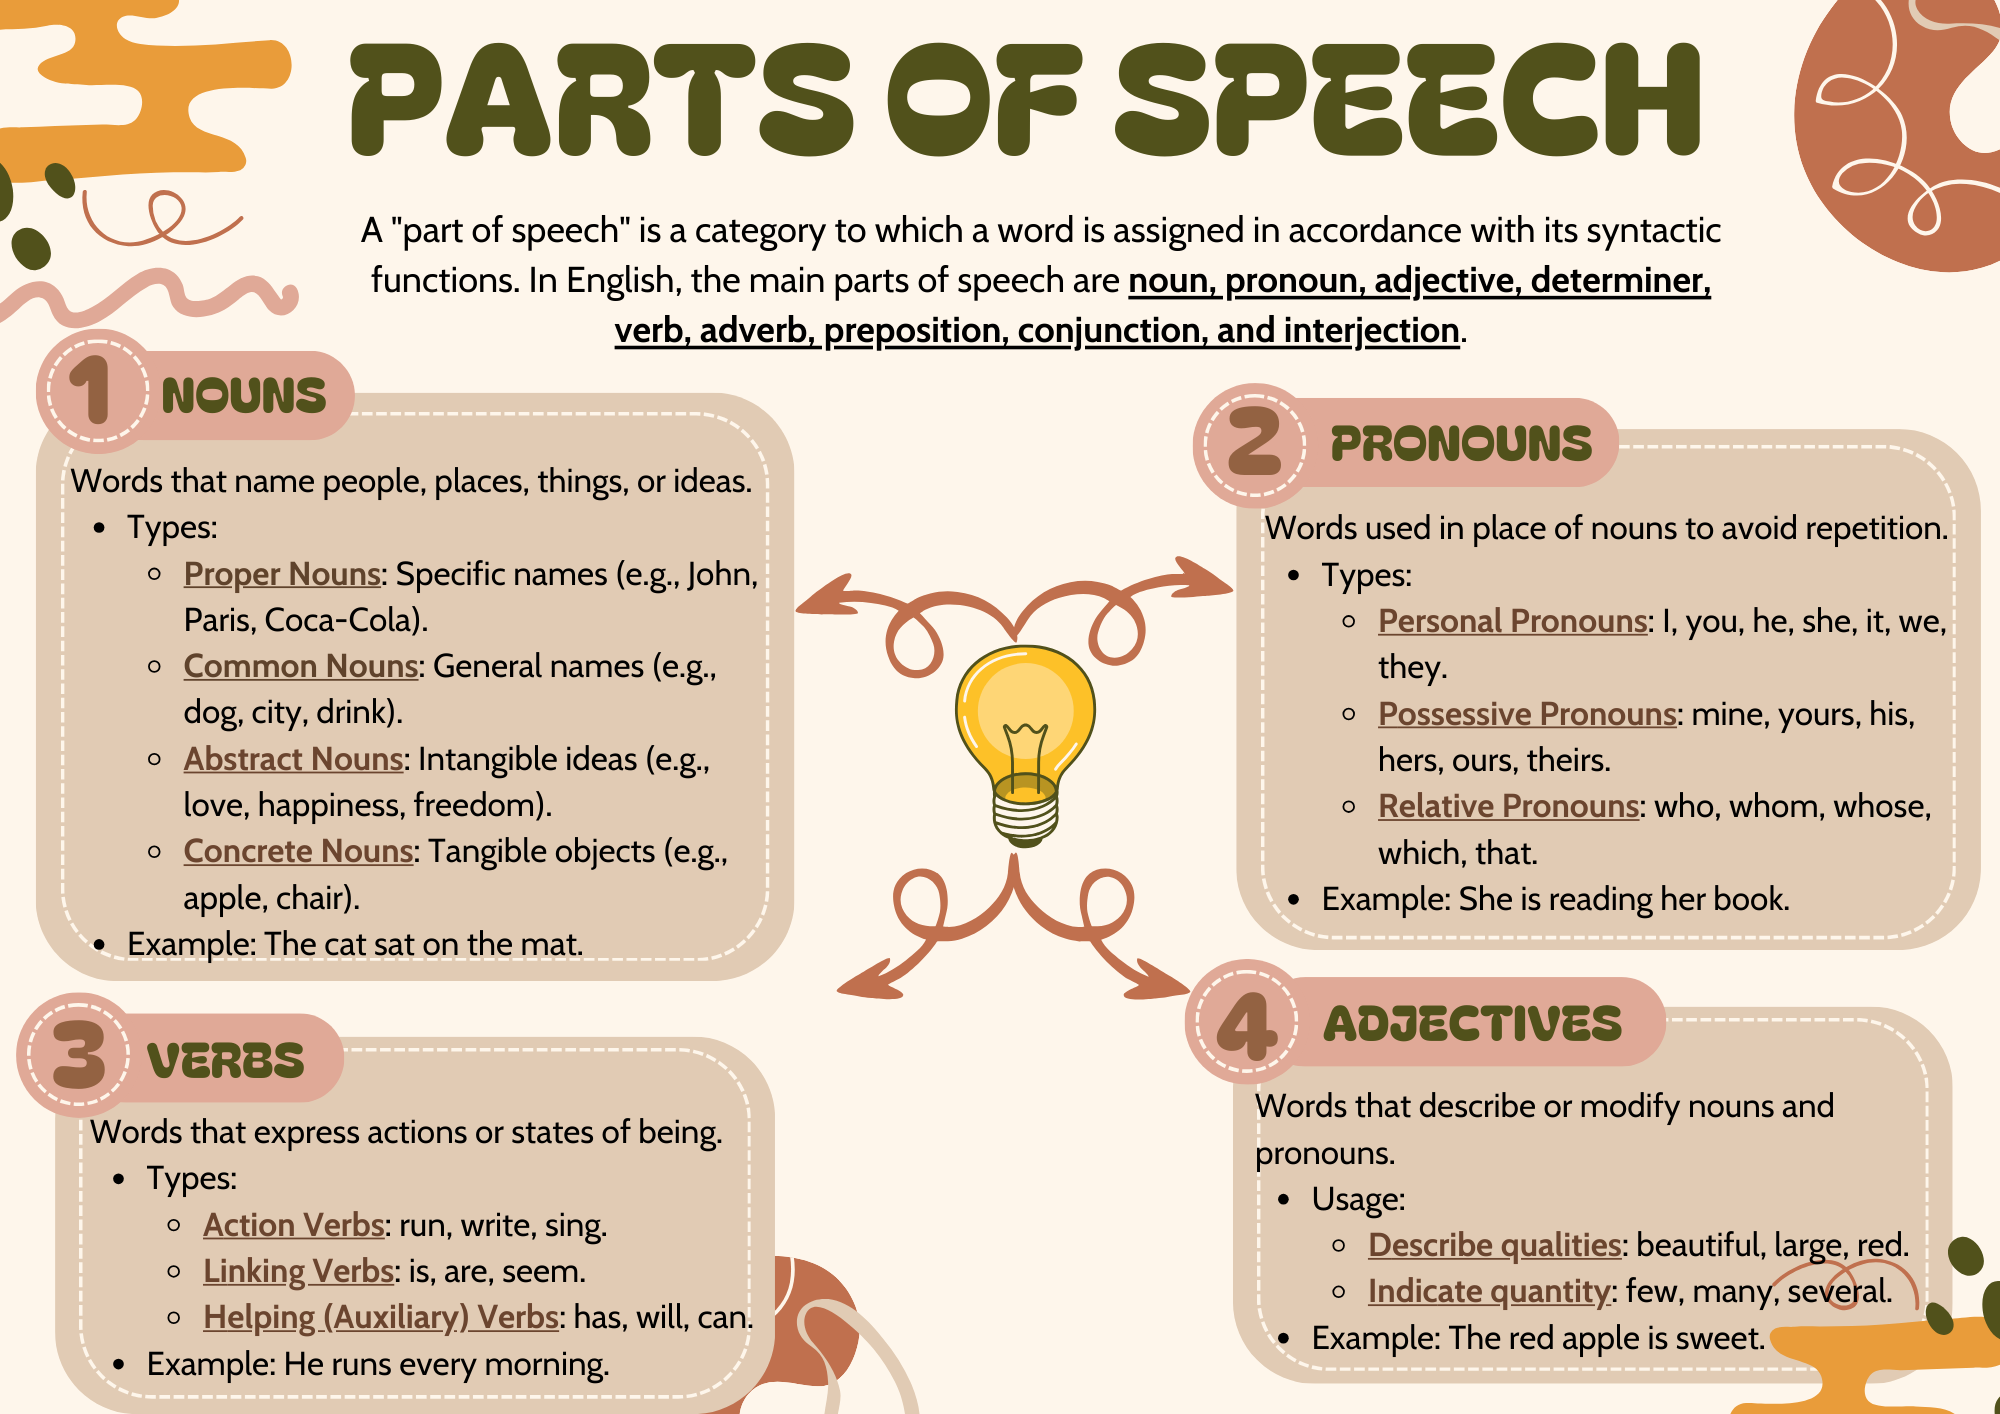 PARTS OF SPEECH
A "part of speech" is a category to which a word is assigned in accordance with its syntactic
functions. In English, the main parts of speech are noun, pronoun, adjective, determiner,
verb, adverb, preposition, conjunction, and interjection.
1 NOUNS
Words that name people, places, things, or ideas.
• Types:
◦ Proper Nouns: Specific names (e.g., John,
Paris, Coca-Cola).
◦ Common Nouns: General names (e.g.,
dog, city, drink).
◦ Abstract Nouns: Intangible ideas (e.g.,
love, happiness, freedom).
◦ Concrete Nouns: Tangible objects (e.g.,
apple, chair).
• Example: The cat sat on the mat.
2 PRONOUNS
Words used in place of nouns to avoid repetition.
• Types:
◦ Personal Pronouns: I, you, he, she, it, we,
they.
◦ Possessive Pronouns: mine, yours, his,
hers, ours, theirs.
◦ Relative Pronouns: who, whom, whose,
which, that.
• Example: She is reading her book.
3 VERBS
Words that express actions or states of being.
• Types:
◦ Action Verbs: run, write, sing.
◦ Linking Verbs: is, are, seem.
◦ Helping (Auxiliary) Verbs: has, will, can.
• Example: He runs every morning.
4 ADJECTIVES
Words that describe or modify nouns and
pronouns.
• Usage:
◦ Describe qualities: beautiful, large, red.
◦ Indicate quantity: few, many, several.
• Example: The red apple is sweet.